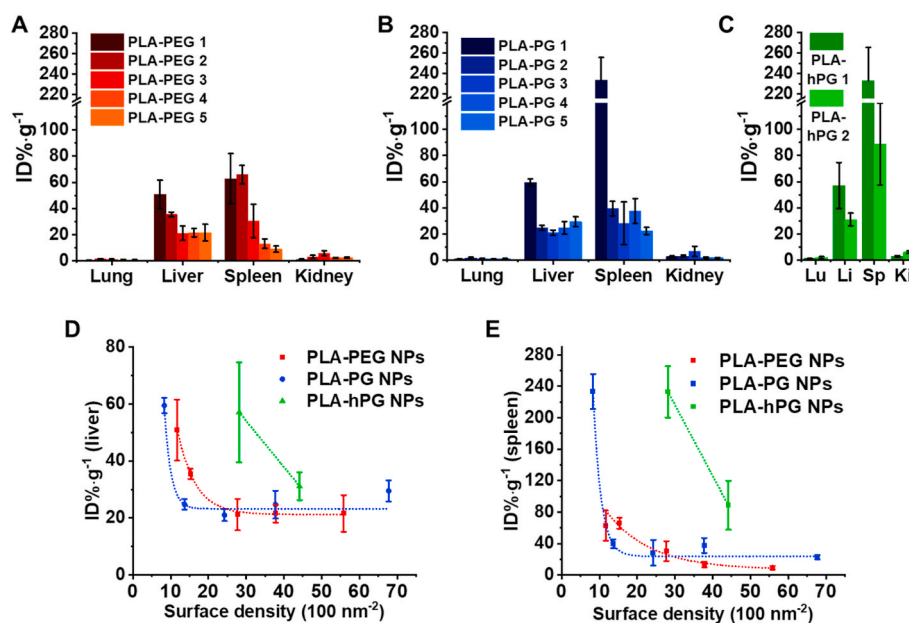 A
280
260
240
220
200
100
80
60
40
20
0
ID%·g-1
PLA-PEG 1
PLA-PEG 2
PLA-PEG 3
PLA-PEG 4
PLA-PEG 5
Lung Liver Spleen Kidney
B
280
260
240
220
200
100
80
60
40
20
0
ID%·g-1
PLA-PG 1
PLA-PG 2
PLA-PG 3
PLA-PG 4
PLA-PG 5
Lung Liver Spleen Kidney
C
280
260
240
220
200
100
80
60
40
20
0
ID%·g-1
PLA-
hPG 1
PLA-
hPG 2
Lu Li Sp Ki
D
80
60
40
20
0
ID%·g-1 (liver)
PLA-PEG NPs
PLA-PG NPs
PLA-hPG NPs
0 10 20 30 40 50 60 70
Surface density (100 nm-2)
E
280
240
200
160
120
80
40
0
ID%·g-1 (spleen)
PLA-PEG NPs
PLA-PG NPs
PLA-hPG NPs
0 10 20 30 40 50 60 70
Surface density (100 nm-2)